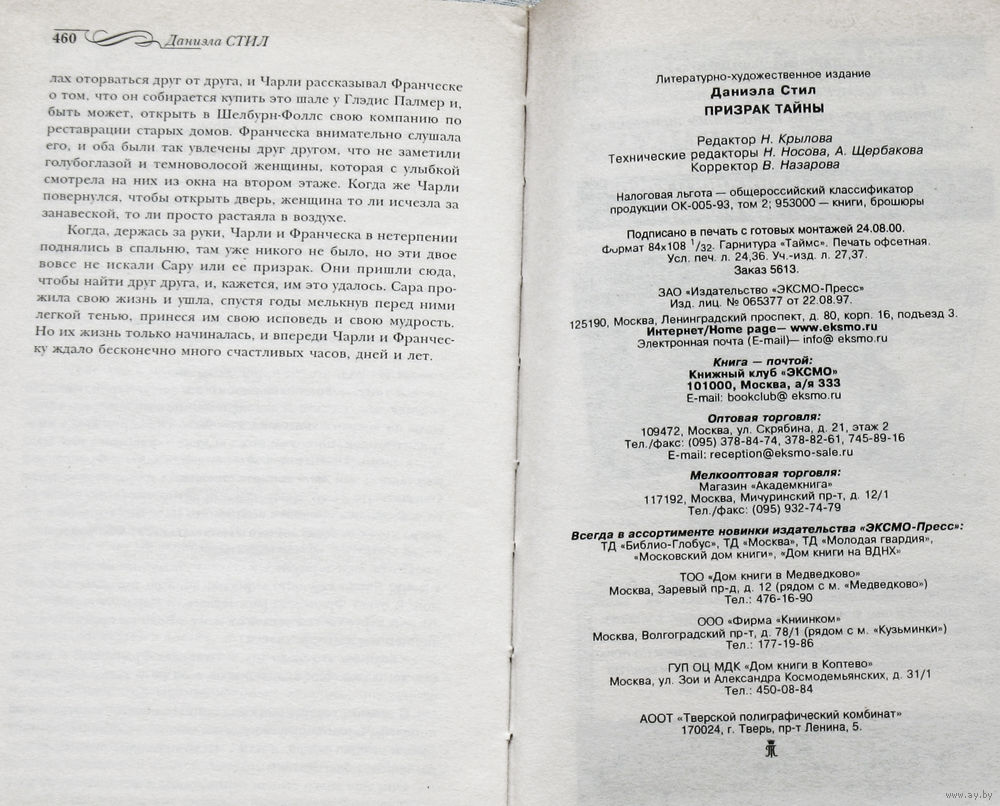 460
Даниэла СТИЛ
лах оторваться друг от друга, и Чарли рассказывал Франческе
о том, что он собирается купить это шале у Глэдис Палмер и,
быть может, открыть в Шелбурн-Фоллс свою компанию по
реставрации старых домов. Франческа внимательно слушала
его, и оба были так увлечены друг другом, что не заметили
голубоглазой и темноволосой женщины, которая с улыбкой
смотрела на них из окна на втором этаже. Когда же Чарли
повернулся, чтобы открыть дверь, женщина то ли исчезла за
занавеской, то ли просто растаяла в воздухе.
Когда, держась за руки, Чарли и Франческа в нетерпении
поднялись в спальню, там уже никого не было, но эти двое
вовсе не искали Сару или ее призрак. Они пришли сюда,
чтобы найти друг друга, и, кажется, им это удалось. Сара про-
жила свою жизнь и ушла, спустя годы мелькнув перед ними
легкой тенью, принеся им свою исповедь и свою мудрость.
Но их жизнь только начиналась, и впереди Чарли и Франчес-
ку ждало бесконечно много счастливых часов, дней и лет.
Литературно-художественное издание
Даниэла Стил
ПРИЗРАК ТАЙНЫ
Редактор Н. Крылова
Технические редакторы Н. Носова, А. Щербакова
Корректор В. Назарова
Налоговая льгота — общероссийский классификатор
продукции ОК-005-93, том 2; 953000 — книги, брошюры
Подписано в печать с готовых монтажей 24.08.00.
Формат 84x108 1/32. Гарнитура «Таймс». Печать офсетная.
Усл. печ. л. 24,36. Уч.-изд. л. 27,37.
Заказ 5613.
ЗАО «Издательство «ЭКСМО-Пресс»
Изд. лиц. № 065377 от 22.08.97.
125190, Москва, Ленинградский проспект, д. 80, корп. 16, подъезд 3.
Интернет/Home page— www.eksmo.ru
Электронная почта (E-mail)— info@ eksmo.ru
Книга — почтой:
Книжный клуб «ЭКСМО»
101000, Москва, а/я 333
E-mail: bookclub@ eksmo.ru
Оптовая торговля:
109472, Москва, ул. Скрябина, д. 21, этаж 2
Тел./факс: (095) 378-84-74, 378-82-61, 745-89-16
E-mail: reception@eksmo-sale.ru
Мелкооптовая торговля:
Магазин «Академкнига»
117192, Москва, Мичуринский пр-т, д. 12/1
Тел./факс: (095) 932-74-79
Всегда в ассортименте новинки издательства «ЭКСМО-Пресс»:
ТД «Библио-Глобус», ТД «Москва», ТД «Молодая гвардия»,
«Московский дом книги», «Дом книги на ВДНХ»
ТОО «Дом книги в Медведково»
Москва, Заревый пр-д, д. 12 (рядом с м. «Медведково»)
Тел.: 476-16-90
ООО «Фирма «Книинком»
Москва, Волгоградский пр-т, д. 78/1 (рядом с м. «Кузьминки»)
Тел.: 177-19-86
ГУП ОЦ МДК «Дом книги в Коптево»
Москва, ул. Зои и Александра Космодемьянских, д. 31/1
Тел.: 450-08-84
АООТ «Тверской полиграфический комбинат»
170024, г. Тверь, пр-т Ленина, 5.
www.ay.by